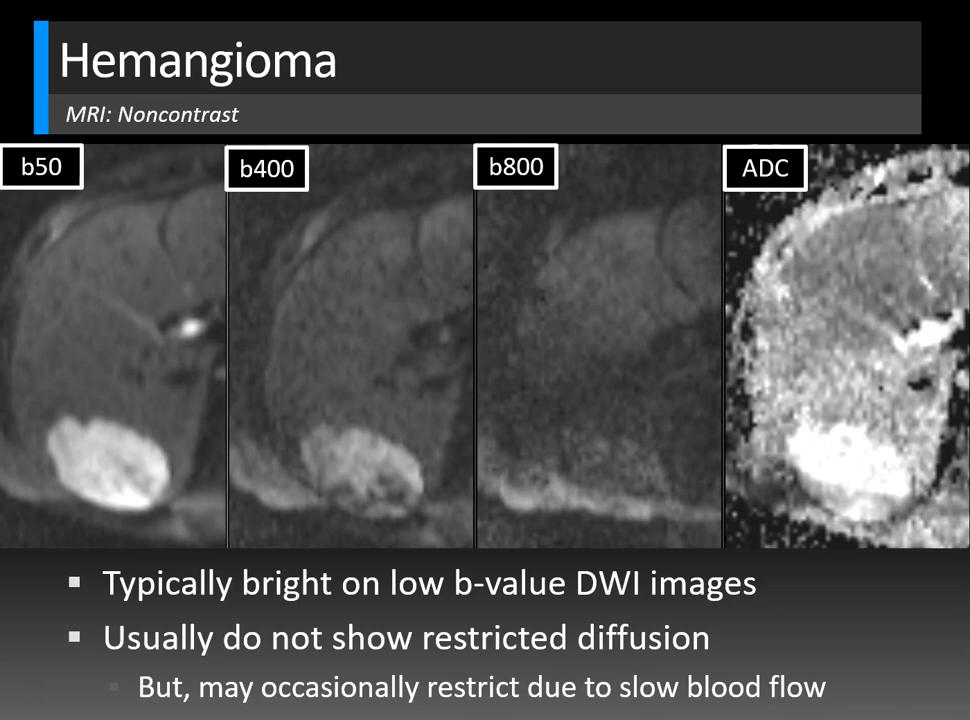 Hemangioma
MRI: Noncontrast
b50
b400
b800
ADC
Typically bright on low b-value DWI images
Usually do not show restricted diffusion
But, may occasionally restrict due to slow blood flow